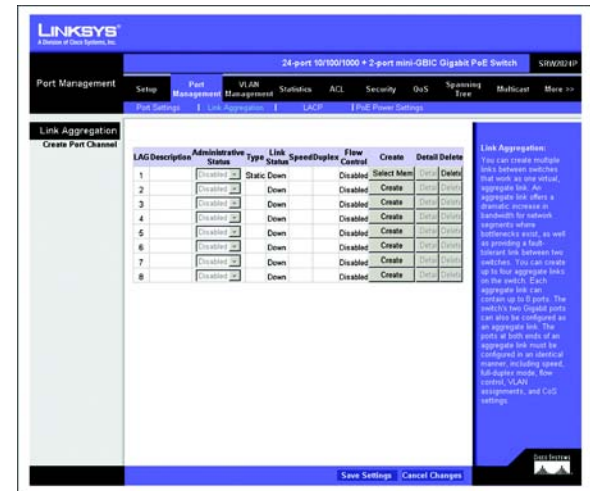 LINKSYS®
A Division of Cisco Systems, Inc.
24-port 10/100/1000 + 2-port mini-GBIC Gigabit PoE Switch
SRW2024P
Port Management
Setup
Port Management
VLAN Management
Statistics
ACL
Security
QoS
Spanning Tree
Multicast
More >>
Port Settings | Link Aggregation | LACP | PoE Power Settings
Link Aggregation
Create Port Channel
LAG Description Administrative Status Type Link Status Speed Duplex Flow Control Create Detail Delete
1 Disabled Static Down Disabled Select Mem Detai Delete
2 Disabled Down Disabled Create Detai Delete
3 Disabled Down Disabled Create Detai Delete
4 Disabled Down Disabled Create Detai Delete
5 Disabled Down Disabled Create Detai Delete
6 Disabled Down Disabled Create Detai Delete
7 Disabled Down Disabled Create Detai Delete
8 Disabled Down Disabled Create Detai Delete
Link Aggregation:
You can create multiple
links between switches
that work as one virtual,
aggregate link. An
aggregate link offers a
dramatic increase in
bandwidth for network
segments where
bottlenecks exist, as well
as providing a fault-
tolerant link between two
switches. You can create
up to four aggregate links
on the switch. Each
aggregate link can
contain up to 8 ports. The
switch's two Gigabit ports
can also be configured as
an aggregate link. The
ports at both ends of an
aggregate link must be
configured in an identical
manner, including speed,
full-duplex mode, flow
control, VLAN
assignments, and CoS
settings.
Save Settings
Cancel Changes
CISCO SYSTEMS